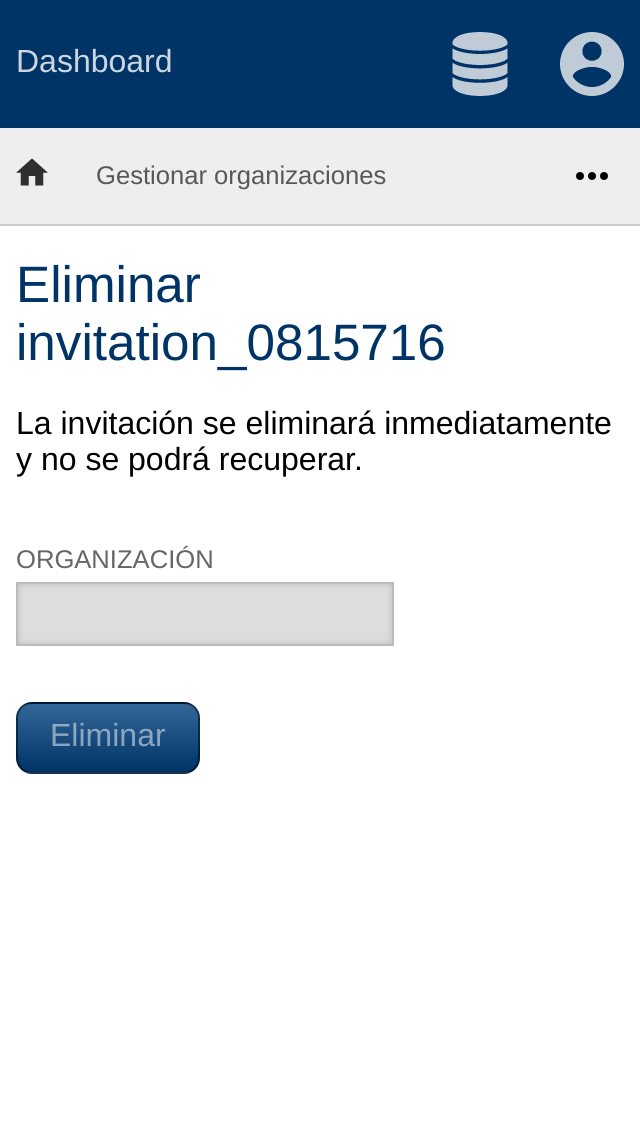 Dashboard
Gestionar organizaciones
Eliminar
invitation_0815716
La invitación se eliminará inmediatamente
y no se podrá recuperar.
ORGANIZACIÓN
Eliminar